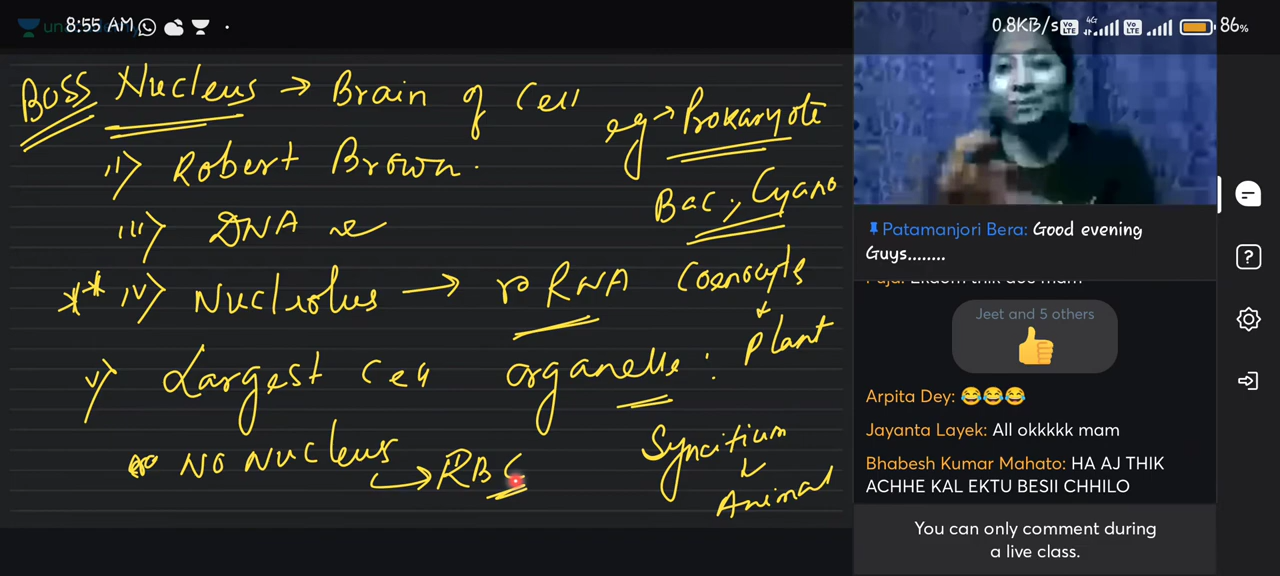 8:55 AM
0.8KB/s 4G 86%
BOSS Nucleus → Brain of Cell
ii) Robert Brown.
iii) DNA
** iv) Nucleolus → rRNA
v) Largest cell organelle :
No Nucleus → RBC
eg → Prokaryote
Bac, Cyano
Coenocyte
Plant
Syncitium
Animal
Patamanjori Bera: Good evening
Guys........
Jeet and 5 others
Arpita Dey: 😂😂😂
Jayanta Layek: All okkkkk mam
Bhabesh Kumar Mahato: HA AJ THIK
ACHHE KAL EKTU BESII CHHILO
You can only comment during
a live class.